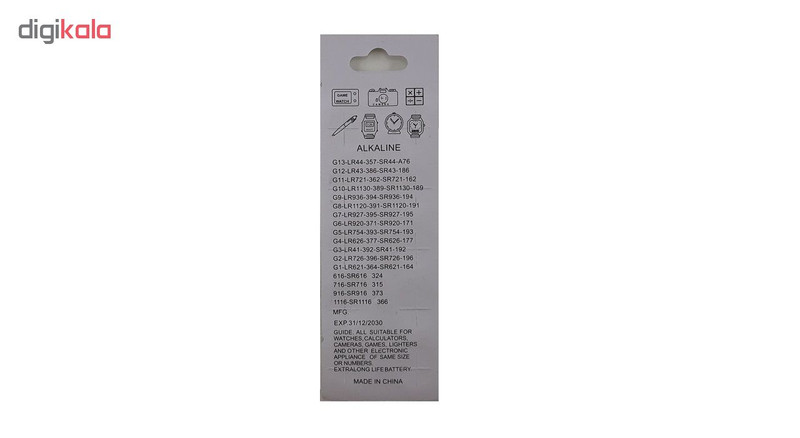 digikala
GAME
WATCH
CAMERA
ALKALINE
G13-LR44-357-SR44-A76
G12-LR43-386-SR43-186
G11-LR721-362-SR721-162
G10-LR1130-389-SR1130-189
G9-LR936-394-SR936-194
G8-LR1120-391-SR1120-191
G7-LR927-395-SR927-195
G6-LR920-371-SR920-171
G5-LR754-393-SR754-193
G4-LR626-377-SR626-177
G3-LR41-392-SR41-192
G2-LR726-396-SR726-196
G1-LR621-364-SR621-164
616-SR616 324
716-SR716 315
916-SR916 373
1116-SR1116 366
MFG
EXP.31/12/2030
GUIDE. ALL SUITABLE FOR
WATCHES,CALCULATORS,
CAMERAS, GAMES, LIGHTERS
AND OTHER ELECTRONIC
APPLIANCE OF SAME SIZE
OR NUMBERS.
EXTRALONG LIFE BATTERY
MADE IN CHINA